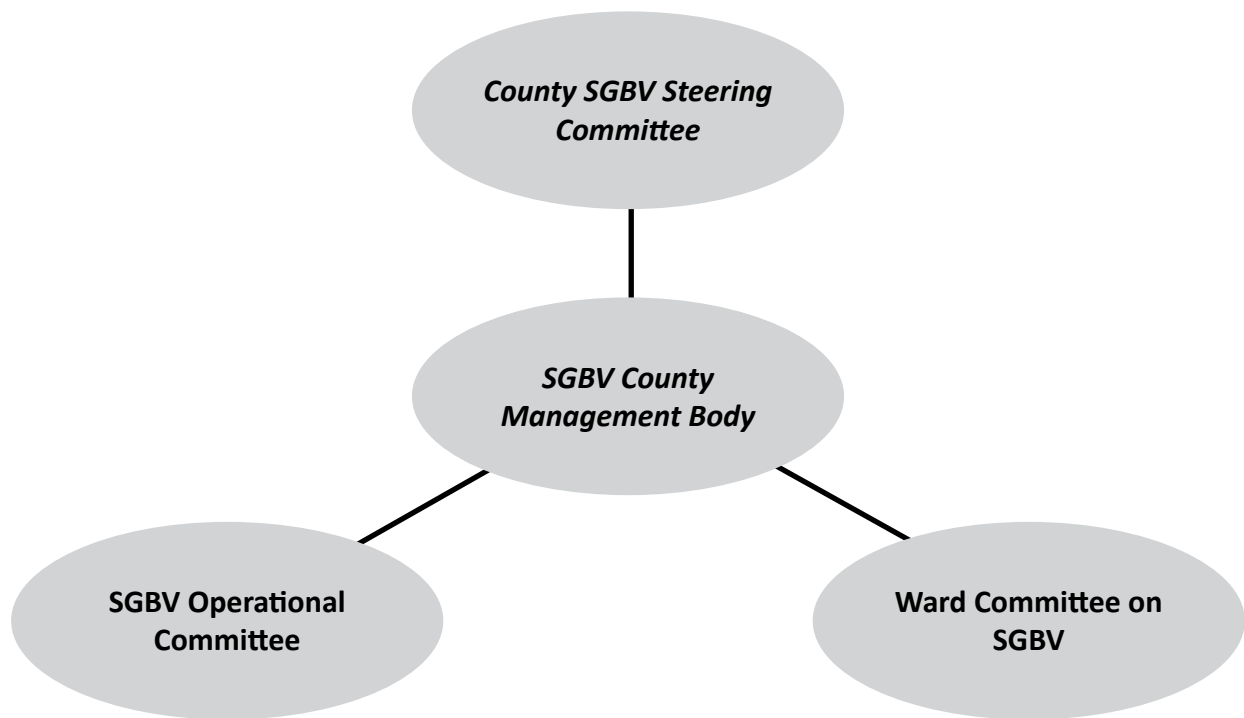 County SGBV Steering
Committee
SGBV County
Management Body
SGBV Operational
Committee
Ward Committee on
SGBV